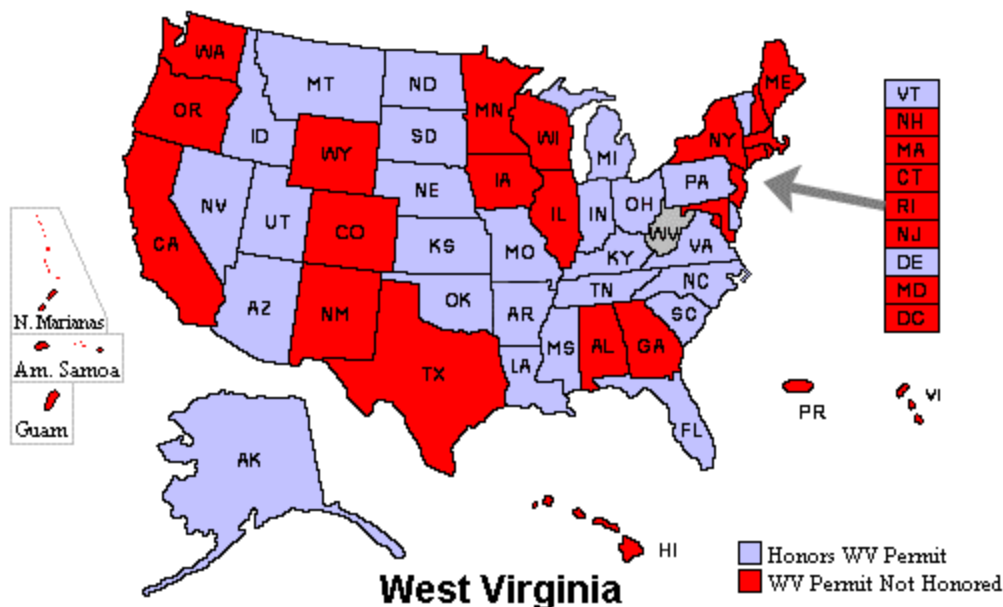 WA
MT
ND
MN
ME
VT
OR
ID
SD
WI
NY
NH
WY
MI
MA
CT
NV
UT
NE
IA
PA
RI
CA
CO
KS
MO
IL
IN
OH
WV
VA
NJ
KY
DE
AZ
NM
OK
AR
TN
NC
MD
SC
DC
N. Marianas
Am. Samoa
Guam
TX
LA
MS
AL
GA
FL
PR
VI
AK
HI
Honors WV Permit
WV Permit Not Honored
West Virginia